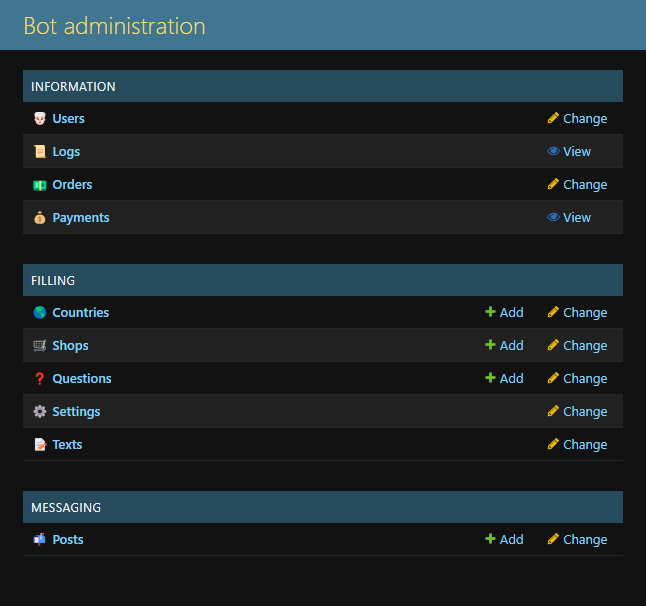 Bot administration
INFORMATION
Users Change
Logs View
Orders Change
Payments View
FILLING
Countries Add Change
Shops Add Change
Questions Add Change
Settings Change
Texts Change
MESSAGING
Posts Add Change